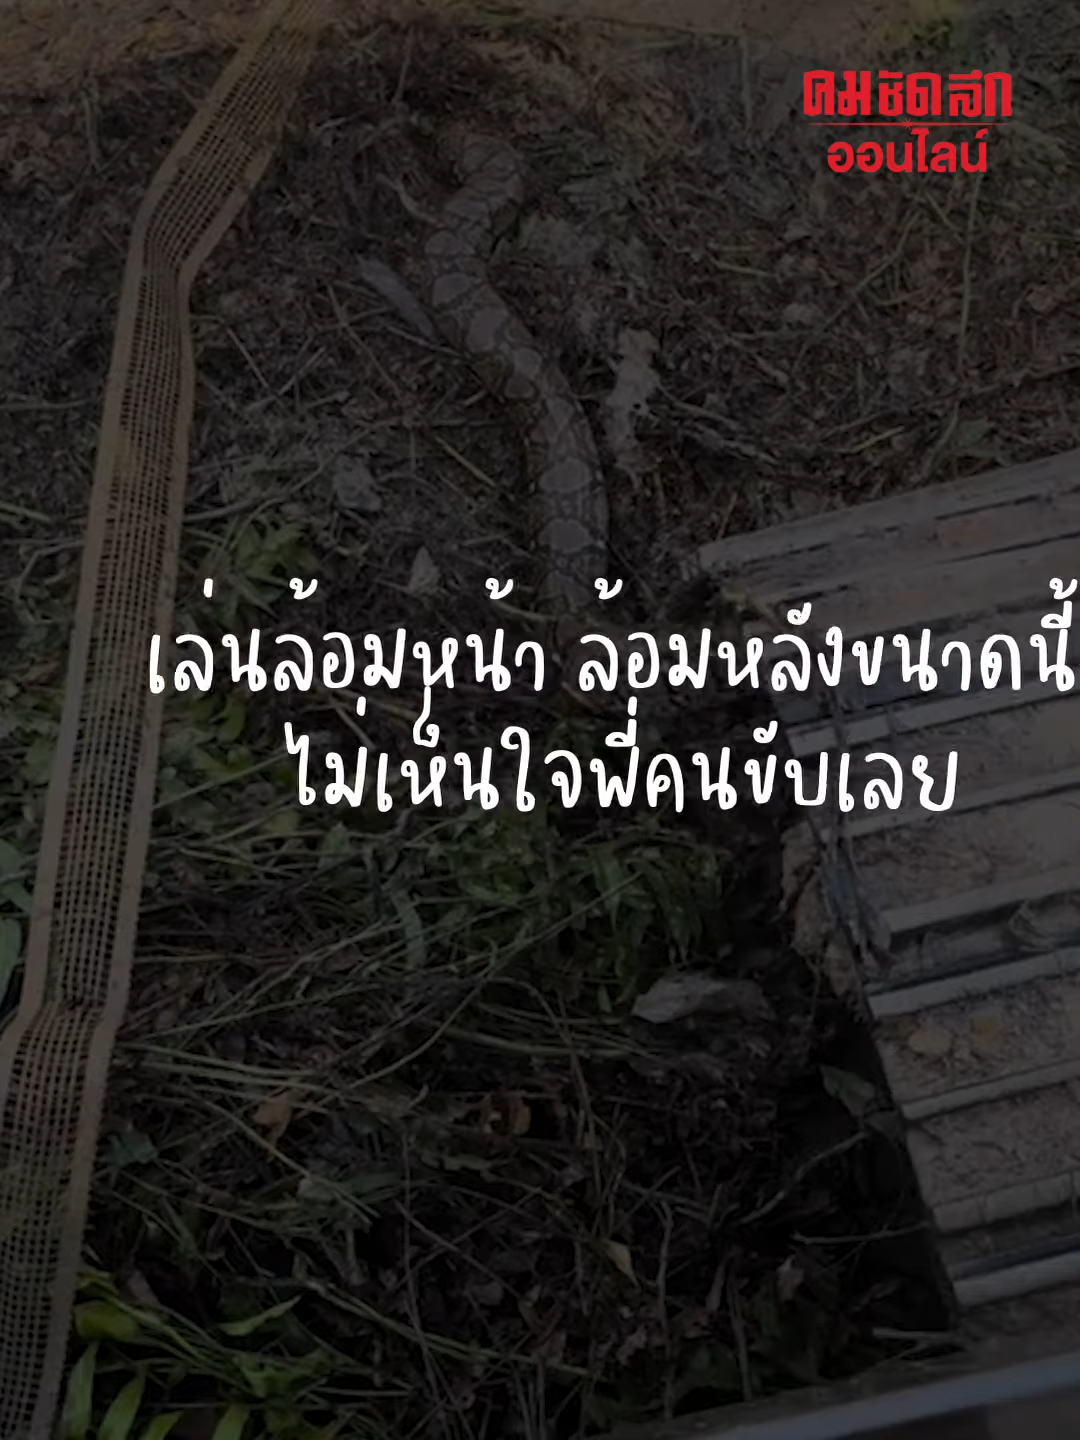 คมชัดลึก
ออนไลน์
เล่นล้อมหน้า ล้อมหลังขนาดนี้
ไม่เห็นใจพี่คนขับเลย